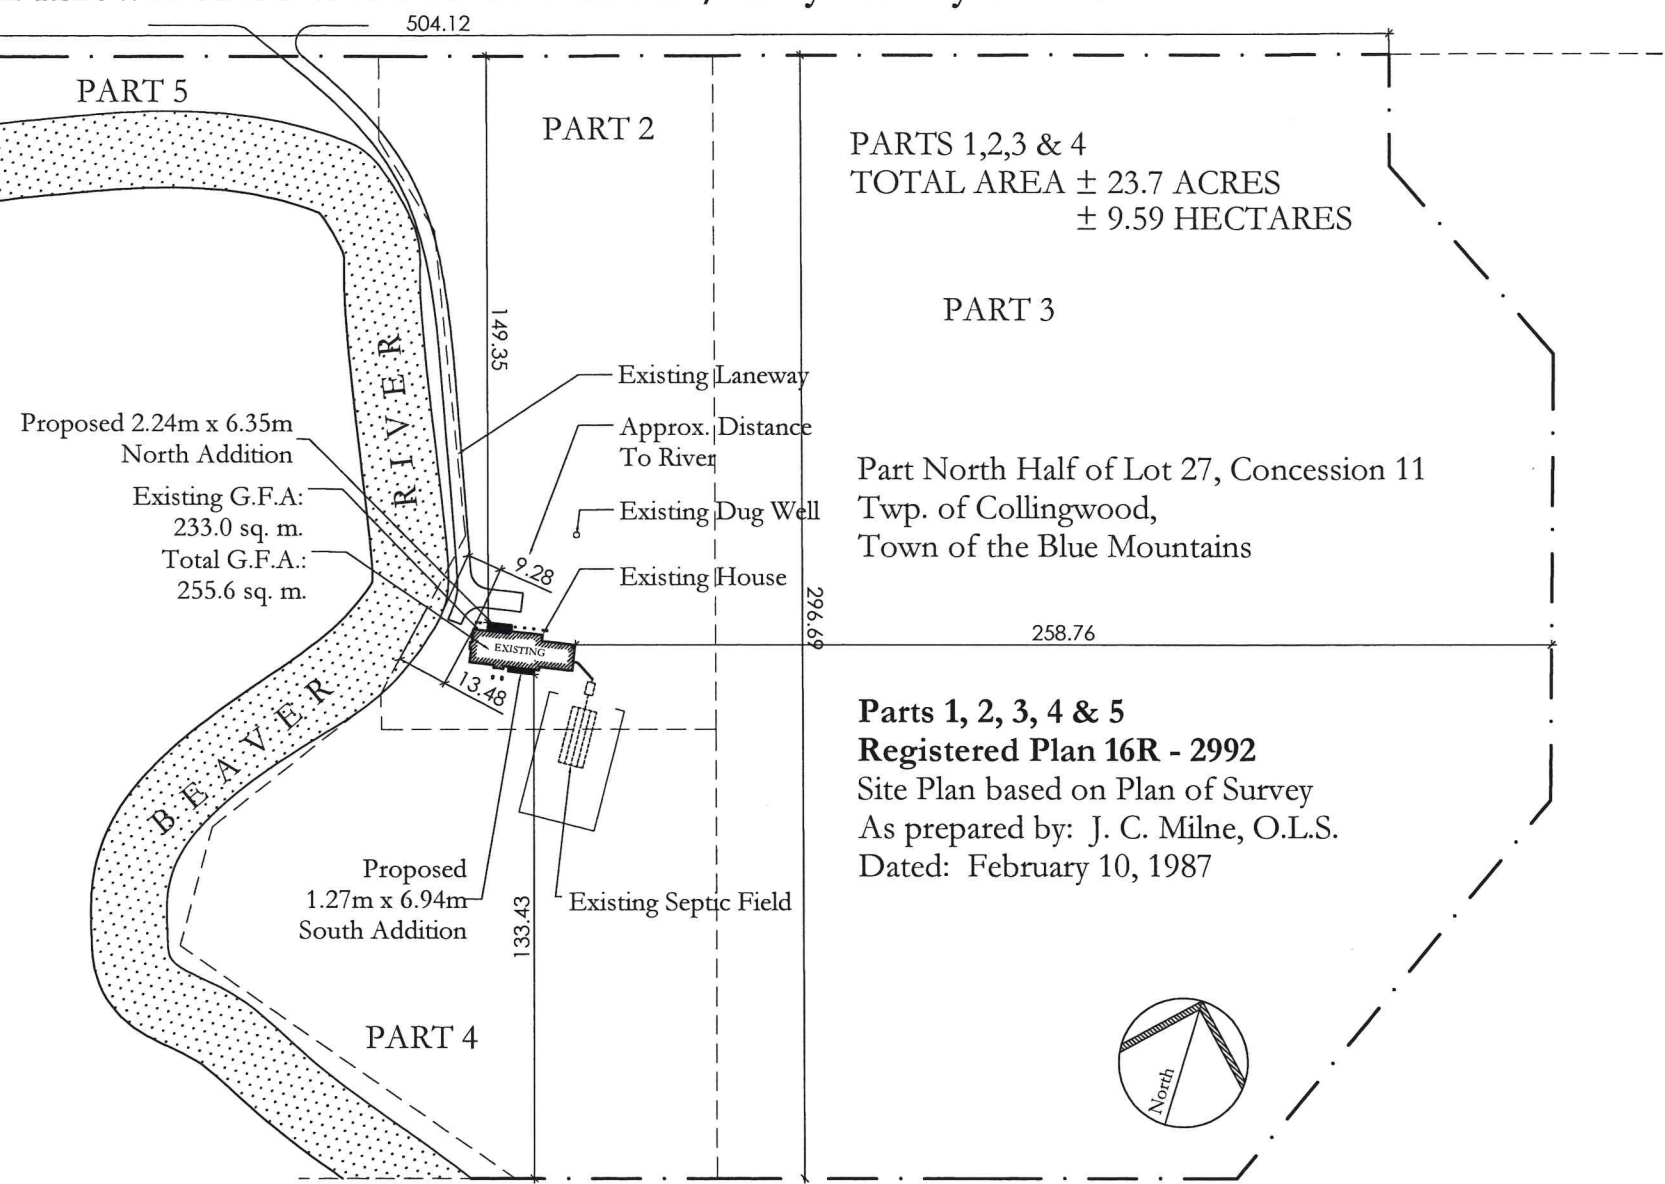 504.12
PART 5
PART 2
PARTS 1,2,3 & 4
TOTAL AREA ± 23.7 ACRES
± 9.59 HECTARES
PART 3
149.35
RIVER
Existing Laneway
Approx. Distance
To River
Existing Dug Well
Existing House
Proposed 2.24m x 6.35m
North Addition
Existing G.F.A:
233.0 sq. m.
Total G.F.A.:
255.6 sq. m.
9.28
EXISTING
13.48
296.69
258.76
Part North Half of Lot 27, Concession 11
Twp. of Collingwood,
Town of the Blue Mountains
BEAVER
Parts 1, 2, 3, 4 & 5
Registered Plan 16R - 2992
Site Plan based on Plan of Survey
As prepared by: J. C. Milne, O.L.S.
Dated: February 10, 1987
Proposed
1.27m x 6.94m
South Addition
133.43
Existing Septic Field
PART 4
North